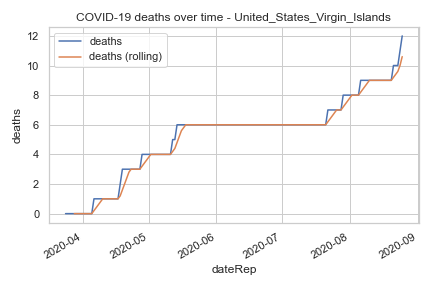 COVID-19 deaths over time - United_States_Virgin_Islands
deaths
deaths (rolling)
deaths
12
10
8
6
4
2
0
2020-04
2020-05
2020-06
2020-07
2020-08
2020-09
dateRep